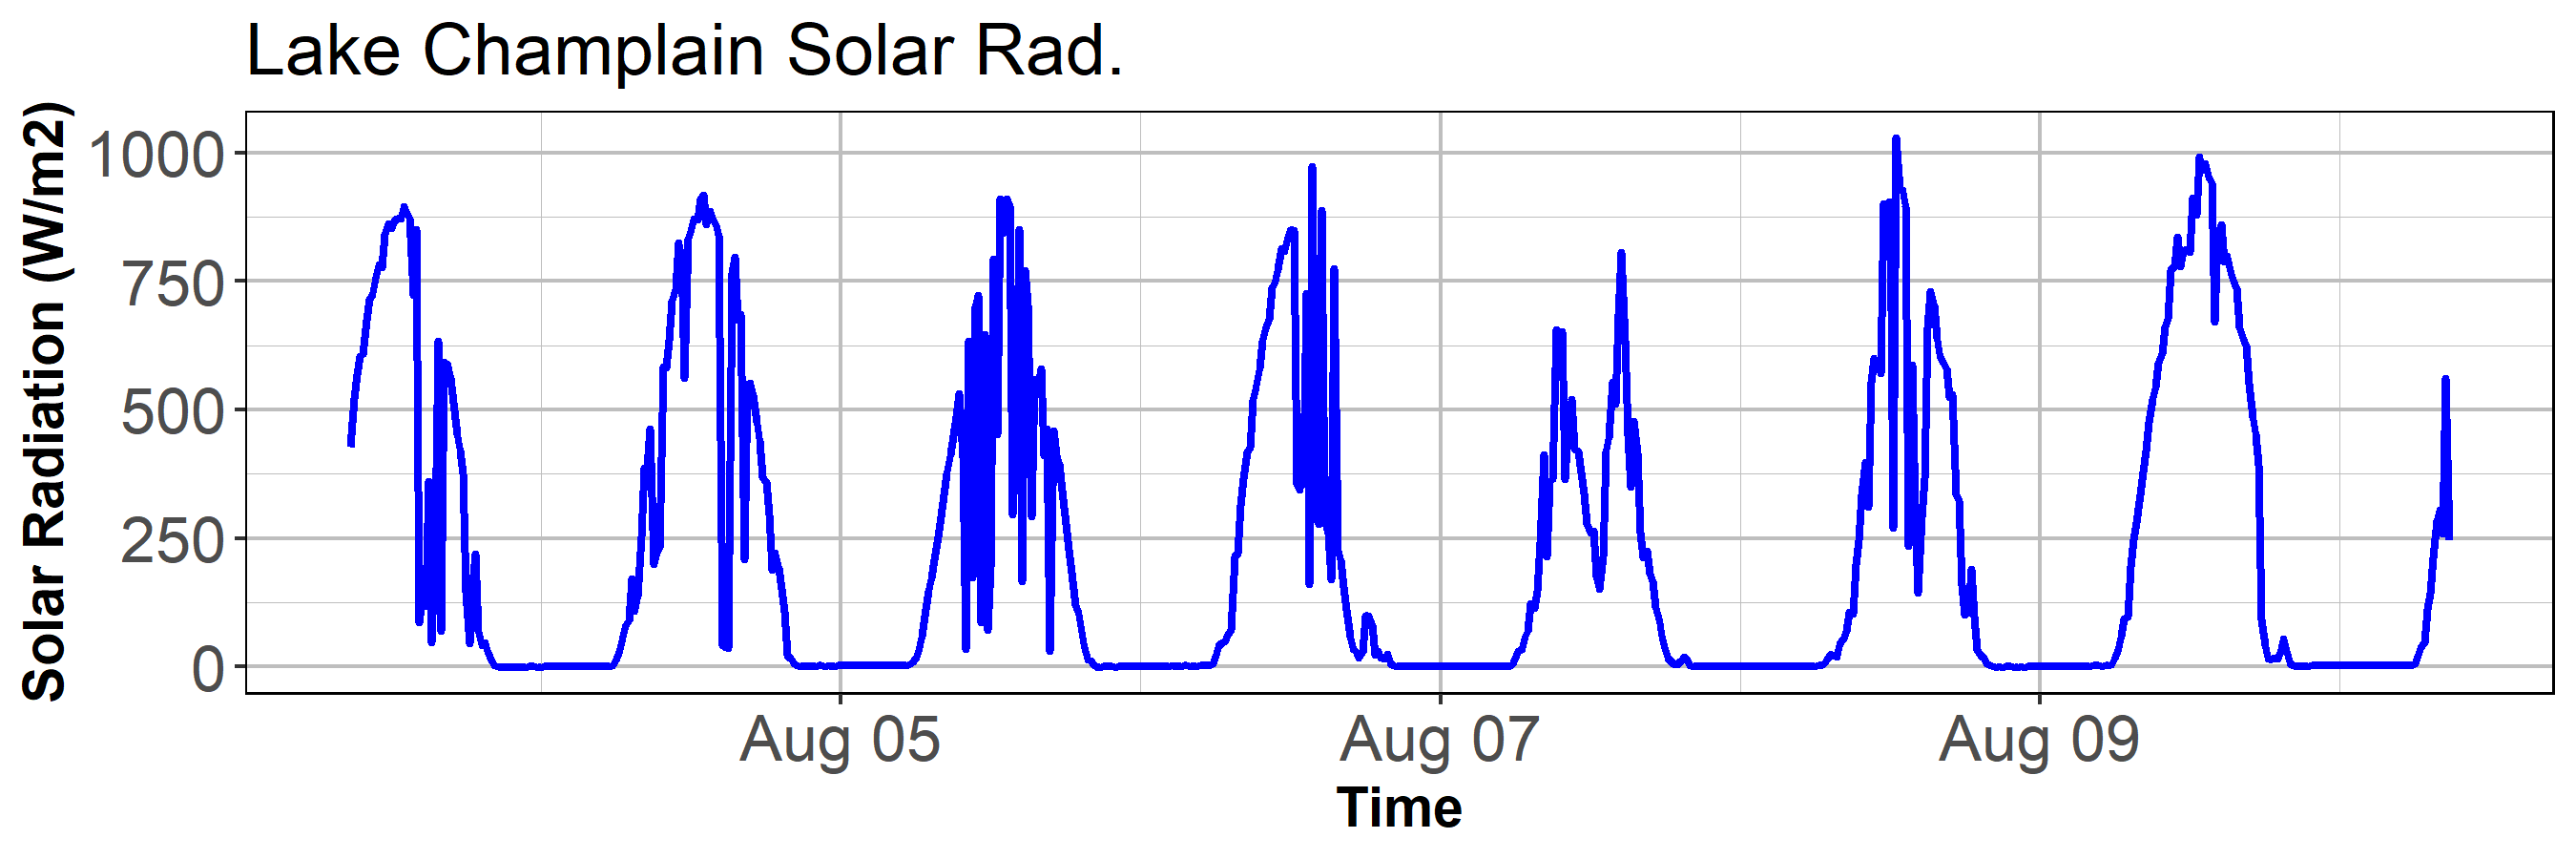 Lake Champlain Solar Rad.
Solar Radiation (W/m2)
1000
750
500
250
0
Aug 05 Aug 07 Aug 09
Time